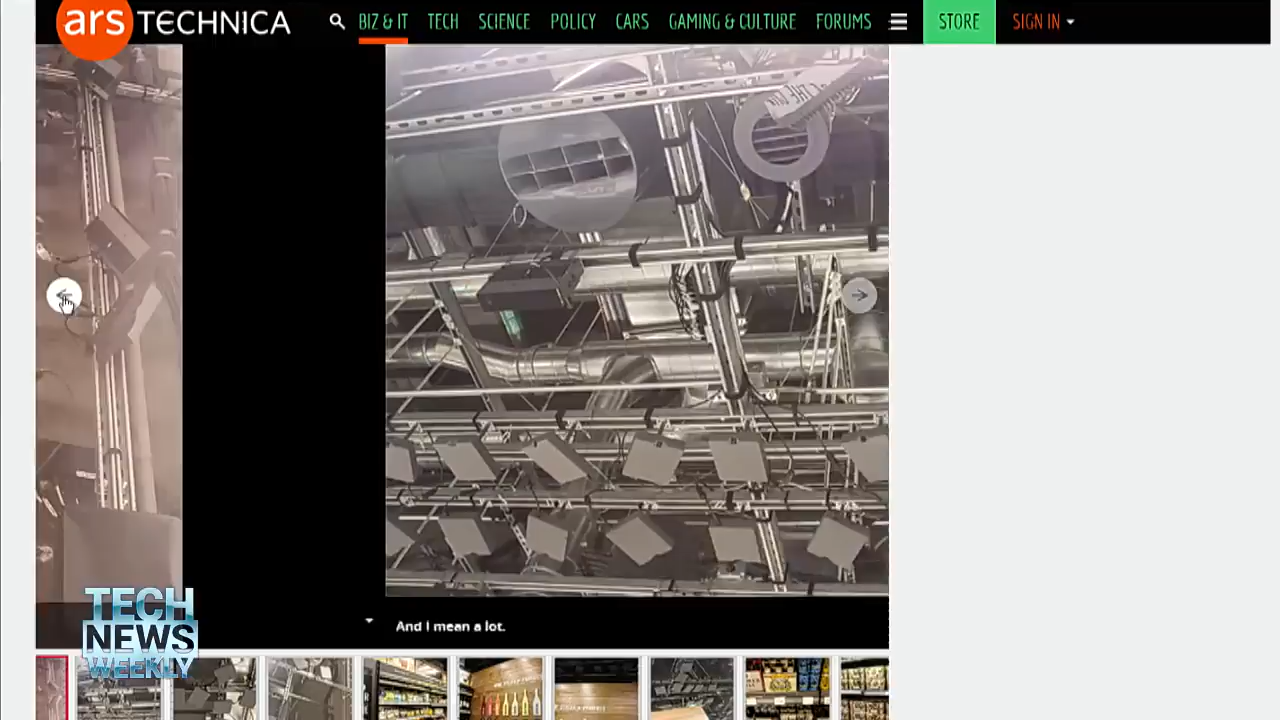 ars TECHNICA
BIZ & IT TECH SCIENCE POLICY CARS GAMING & CULTURE FORUMS STORE SIGN IN
And I mean a lot.
TECH
NEWS
WEEKLY